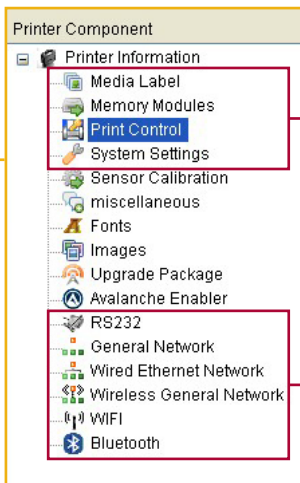 Printer Component
Printer Information
Media Label
Memory Modules
Print Control
System Settings
Sensor Calibration
miscellaneous
Fonts
Images
Upgrade Package
Avalanche Enabler
RS232
General Network
Wired Ethernet Network
Wireless General Network
WIFI
Bluetooth